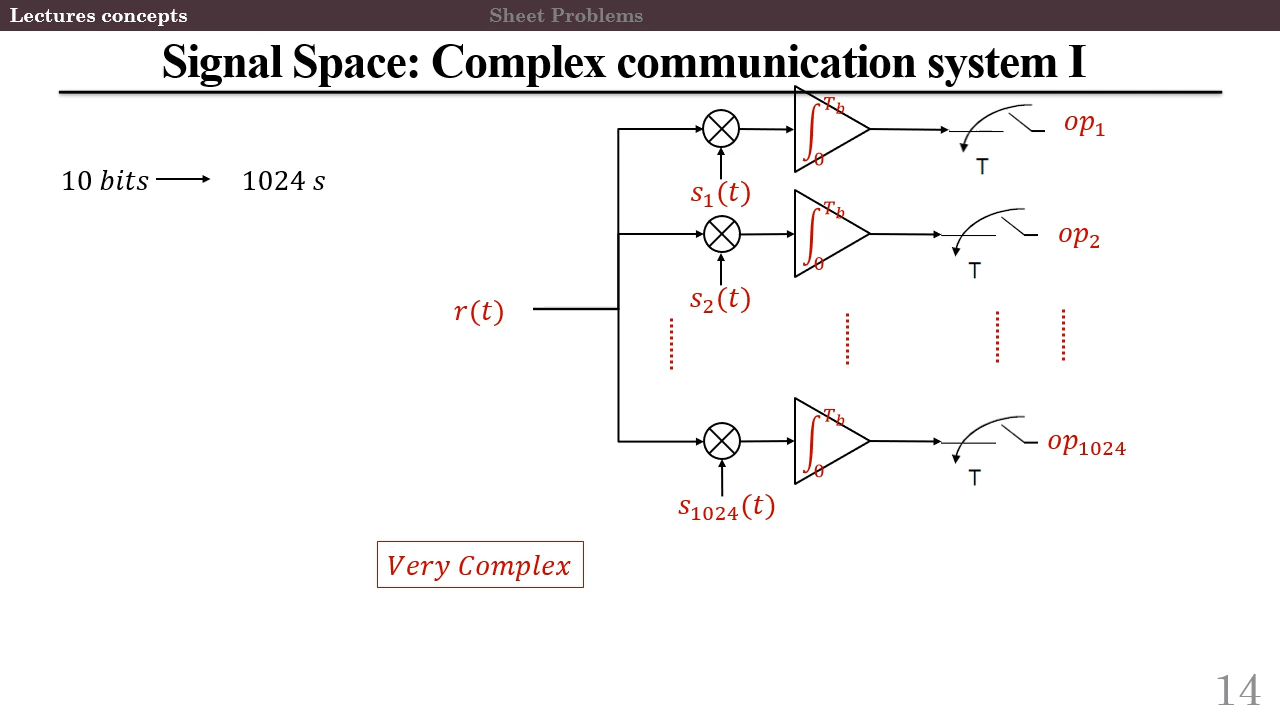 Lectures concepts
Sheet Problems
Signal Space: Complex communication system I
10 bits ⟶ 1024 s
r(t)
s₁(t)
∫₀^{T_b}
T
op₁
s₂(t)
∫₀^{T_b}
T
op₂
s₁₀₂₄(t)
∫₀^{T_b}
T
op₁₀₂₄
Very Complex
14